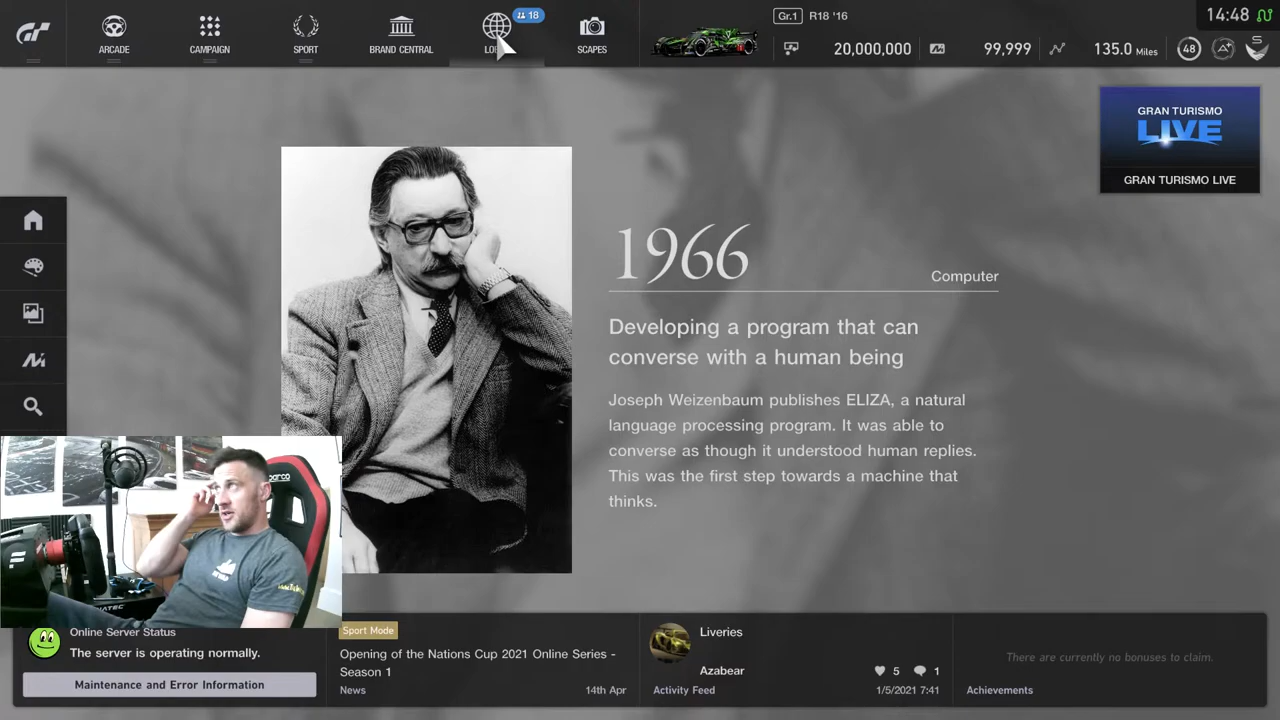 Gr.1 R18 '16
14:48
ARCADE
CAMPAIGN
SPORT
BRAND CENTRAL
18
SCAPES
20,000,000
99,999
135.0 Miles
48
GRAN TURISMO
LIVE
GRAN TURISMO LIVE
1966
Computer
Developing a program that can
converse with a human being
Joseph Weizenbaum publishes ELIZA, a natural
language processing program. It was able to
converse as though it understood human replies.
This was the first step towards a machine that
thinks.
Online Server Status
The server is operating normally.
Maintenance and Error Information
Sport Mode
Opening of the Nations Cup 2021 Online Series -
Season 1
News
14th Apr
Liveries
Azabear
5
1
Activity Feed
1/5/2021 7:41
There are currently no bonuses to claim.
Achievements